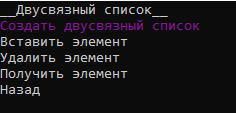 __Двусвязный список__
Создать двусвязный список
Вставить элемент
Удалить элемент
Получить элемент
Назад